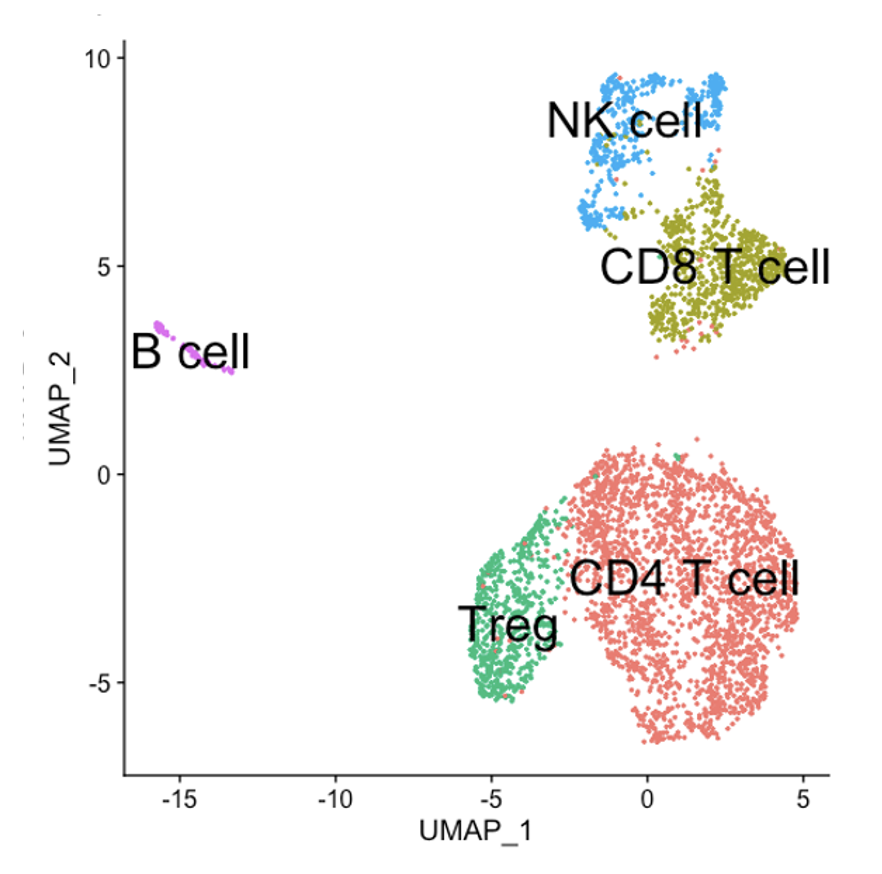 10
NK cell
5
CD8 T cell
B cell
UMAP_2
0
CD4 T cell
Treg
-5
-15
-10
-5
0
5
UMAP_1